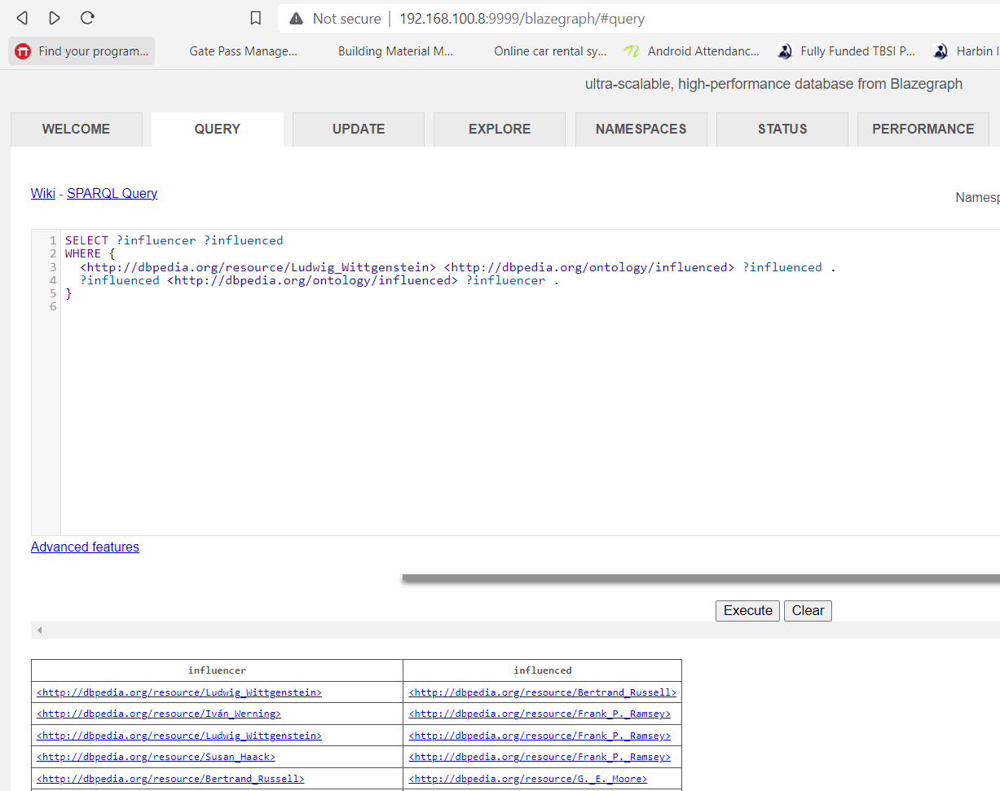 Not secure | 192.168.100.8:9999/blazegraph/#query
Find your program... Gate Pass Manage... Building Material M... Online car rental sy... Android Attendanc... Fully Funded TBSI P... Harbin I
ultra-scalable, high-performance database from Blazegraph
WELCOME QUERY UPDATE EXPLORE NAMESPACES STATUS PERFORMANCE
Wiki - SPARQL Query
Namesp
1 SELECT ?influencer ?influenced
2 WHERE {
3 <http://dbpedia.org/resource/Ludwig_Wittgenstein> <http://dbpedia.org/ontology/influenced> ?influenced .
4 ?influenced <http://dbpedia.org/ontology/influenced> ?influencer .
5 }
6
Advanced features
Execute Clear
influencer influenced
<http://dbpedia.org/resource/Ludwig_Wittgenstein> <http://dbpedia.org/resource/Bertrand_Russell>
<http://dbpedia.org/resource/Iván_Werning> <http://dbpedia.org/resource/Frank_P._Ramsey>
<http://dbpedia.org/resource/Ludwig_Wittgenstein> <http://dbpedia.org/resource/Frank_P._Ramsey>
<http://dbpedia.org/resource/Susan_Haack> <http://dbpedia.org/resource/Frank_P._Ramsey>
<http://dbpedia.org/resource/Bertrand_Russell> <http://dbpedia.org/resource/G._E._Moore>